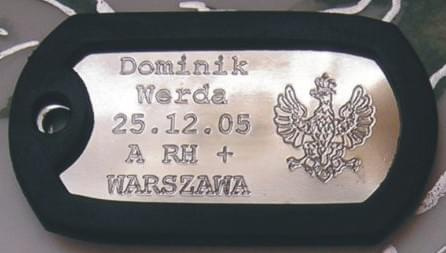 Dominik
Werda
25.12.05
A RH +
WARSZAWA